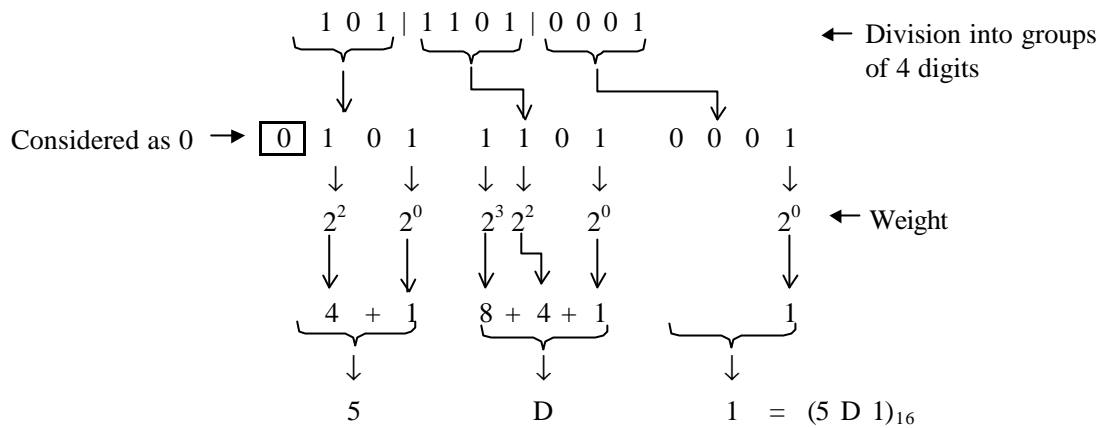 1 0 1 | 1 1 0 1 | 0 0 0 1 ← Division into groups
of 4 digits
Considered as 0 → 0 1 0 1 1 1 0 1 0 0 0 1
↓ ↓ ↓ ↓ ↓ ↓
2² 2⁰ 2³ 2² 2⁰ 2⁰ ← Weight
4 + 1 8 + 4 + 1 1
5 D 1 = (5 D 1)₁₆